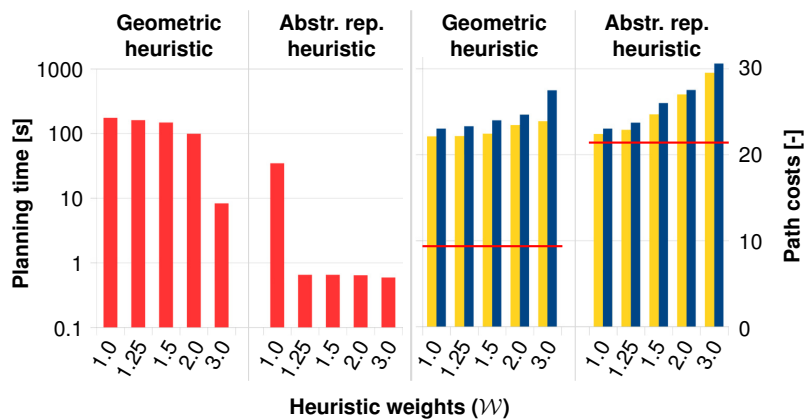 Geometric heuristic
Abstr. rep. heuristic
Geometric heuristic
Abstr. rep. heuristic
Planning time [s]
1000
100
10
1
0.1
30
20
10
0
Path costs [-]
1.0 1.25 1.5 2.0 3.0
1.0 1.25 1.5 2.0 3.0
1.0 1.25 1.5 2.0 3.0
1.0 1.25 1.5 2.0 3.0
Heuristic weights (𝒲)